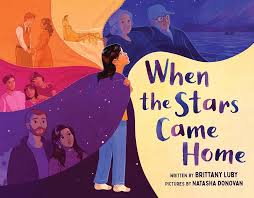 When
the Stars
Came
Home
WRITTEN BY BRITTANY LUBY
PICTURES BY NATASHA DONOVAN